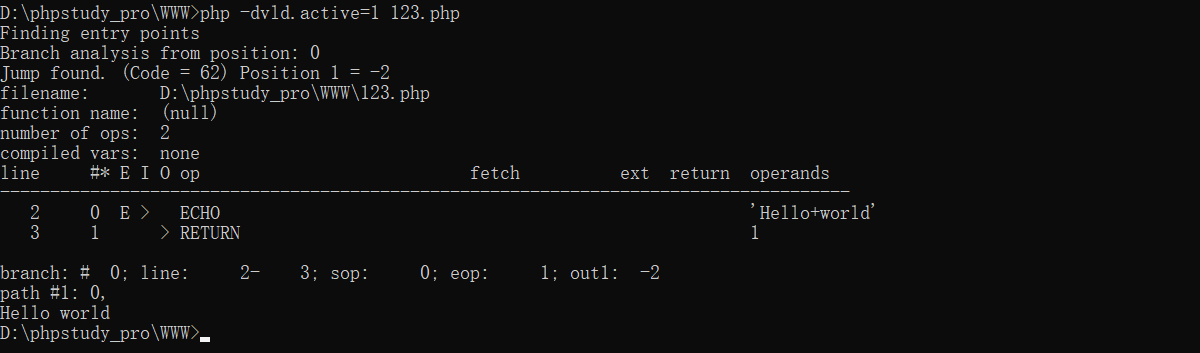 D:\phpstudy_pro\WWW>php -dvld.active=1 123.php
Finding entry points
Branch analysis from position: 0
Jump found. (Code = 62) Position 1 = -2
filename:       D:\phpstudy_pro\WWW\123.php
function name:  (null)
number of ops:  2
compiled vars:  none
line     #* E I O op                           fetch          ext  return  operands
-------------------------------------------------------------------------------------
   2     0  E >   ECHO                                                     'Hello+world'
   3     1      > RETURN                                                   1
branch: #  0; line:     2-    3; sop:     0; eop:     1; out1:  -2
path #1: 0,
Hello world
D:\phpstudy_pro\WWW>